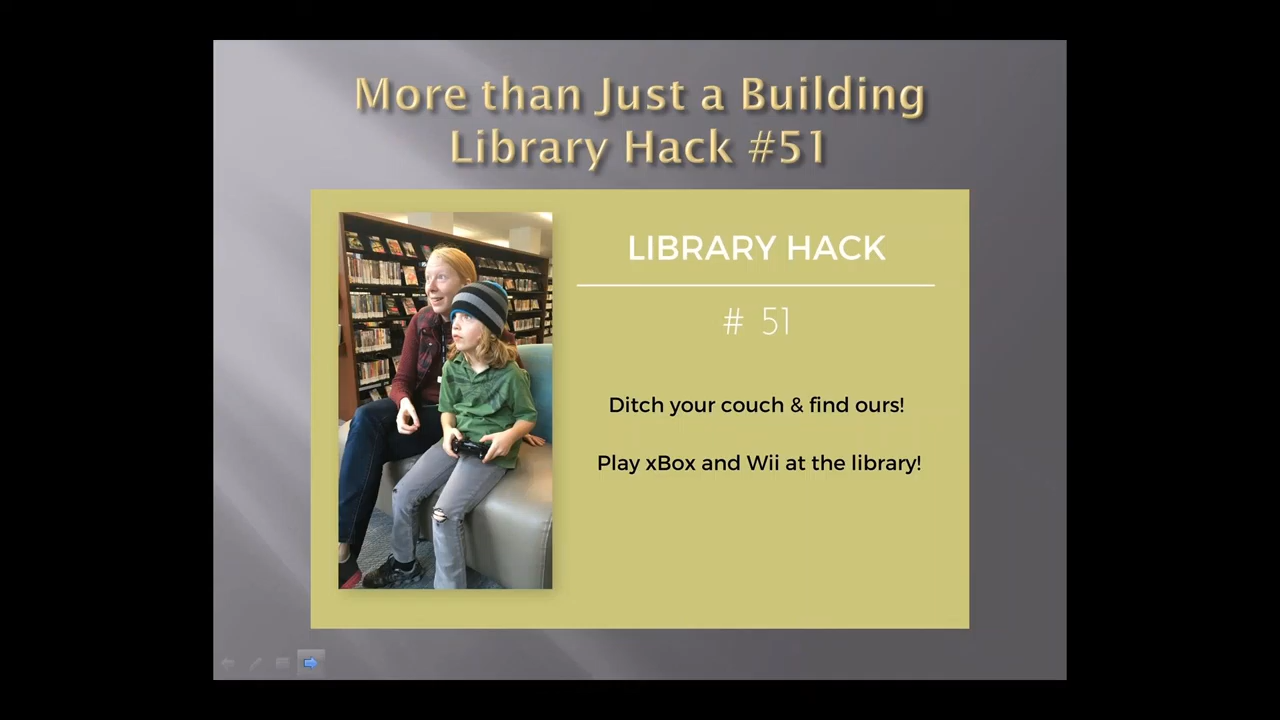 More than Just a Building
Library Hack #51
LIBRARY HACK
# 51
Ditch your couch & find ours!
Play xBox and Wii at the library!